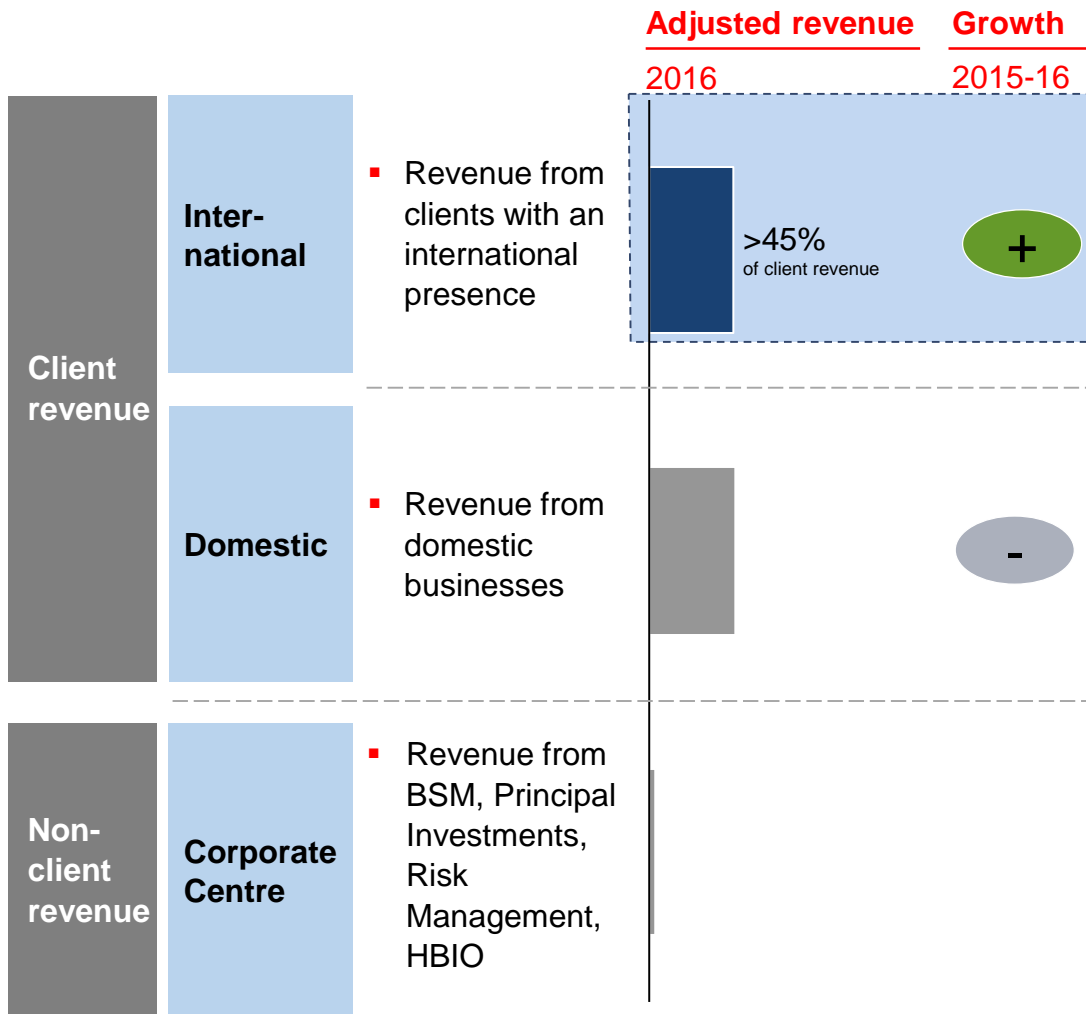 Adjusted revenue
Growth
2016
2015-16
Client
revenue
Inter-
national
▪ Revenue from
clients with an
international
presence
>45%
of client revenue
+
Domestic
▪ Revenue from
domestic
businesses
-
Non-
client
revenue
Corporate
Centre
▪ Revenue from
BSM, Principal
Investments,
Risk
Management,
HBIO